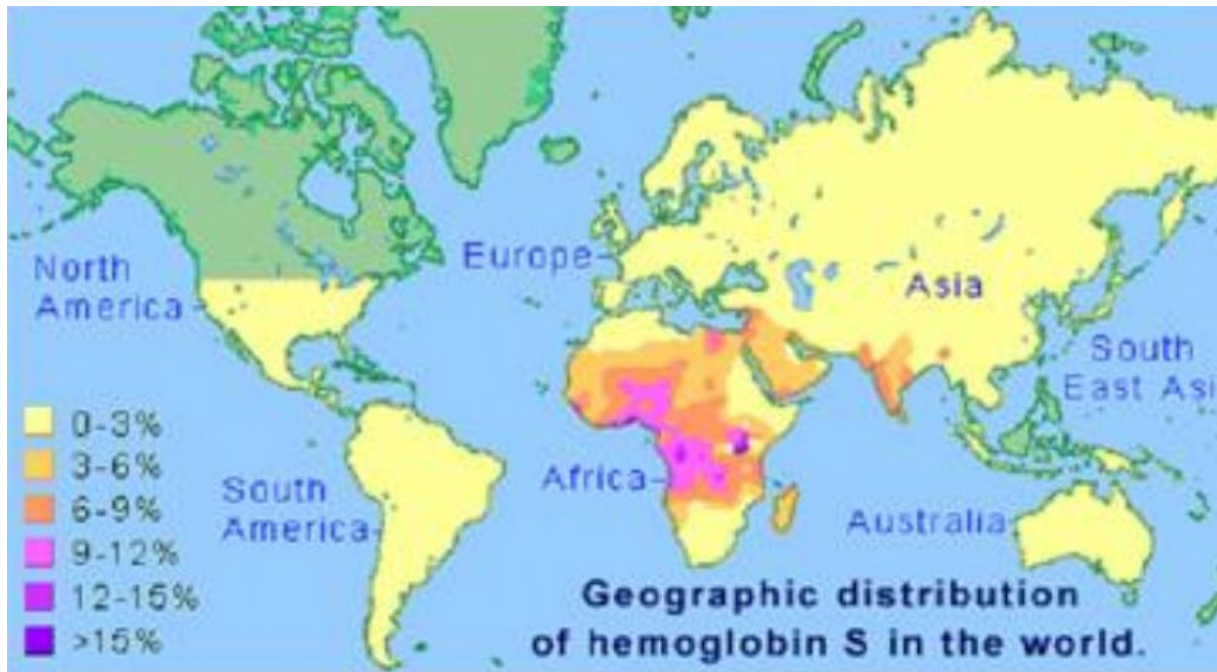 North
America
Europe
Asia
South
East Asi
0-3%
3-6%
6-9%
9-12%
12-15%
>15%
South
America
Africa
Australia
Geographic distribution
of hemoglobin S in the world.